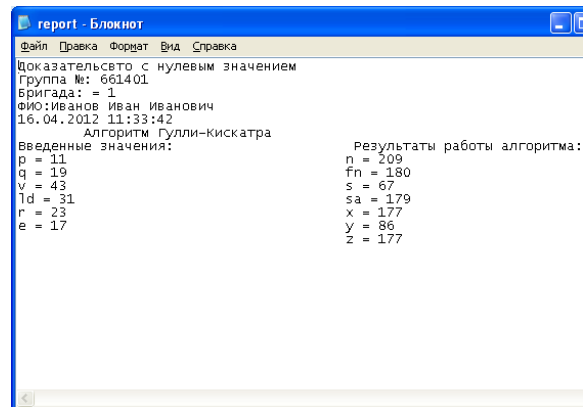 report - Блокнот
Файл Правка Формат Вид Справка
Доказательсвто с нулевым значением
Группа №: 661401
Бригада: = 1
ФИО:Иванов Иван Иванович
16.04.2012 11:33:42
Алгоритм Гулли-Кискатра
Введенные значения: Результаты работы алгоритма:
p = 11 n = 209
q = 19 fn = 180
v = 43 s = 67
ld = 31 sa = 179
r = 23 x = 177
e = 17 y = 86
z = 177